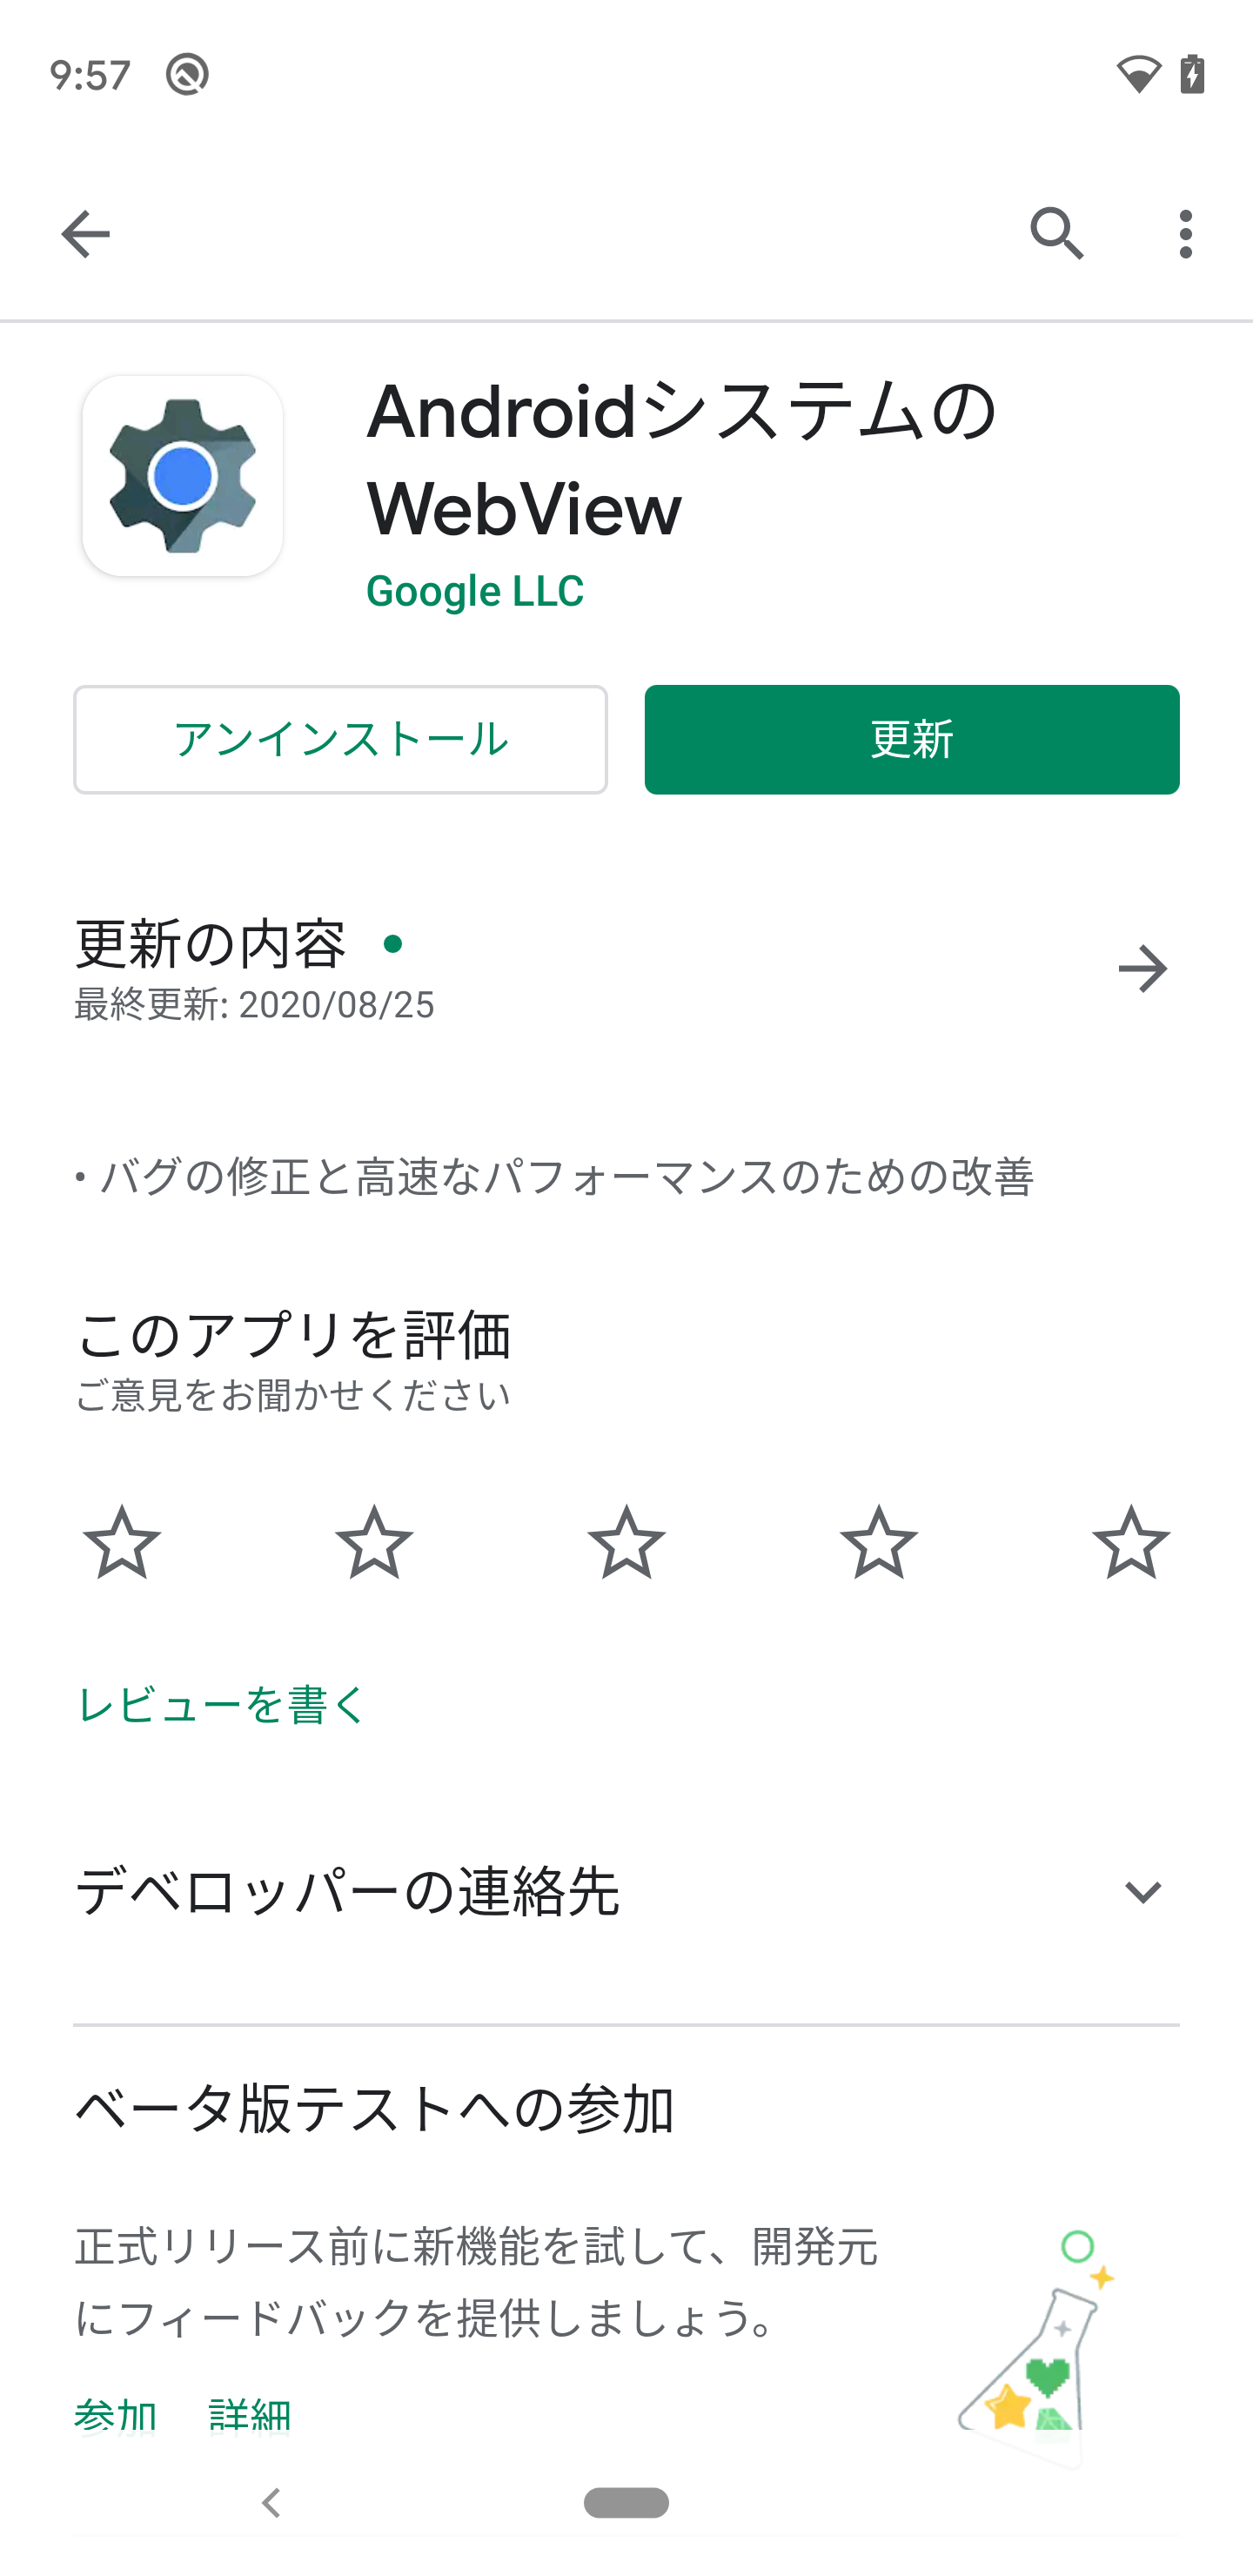 9:57
Androidシステムの
WebView
Google LLC
アンインストール
更新
更新の内容
最終更新: 2020/08/25
• バグの修正と高速なパフォーマンスのための改善
このアプリを評価
ご意見をお聞かせください
レビューを書く
デベロッパーの連絡先
ベータ版テストへの参加
正式リリース前に新機能を試して、開発元
にフィードバックを提供しましょう。
参加 詳細